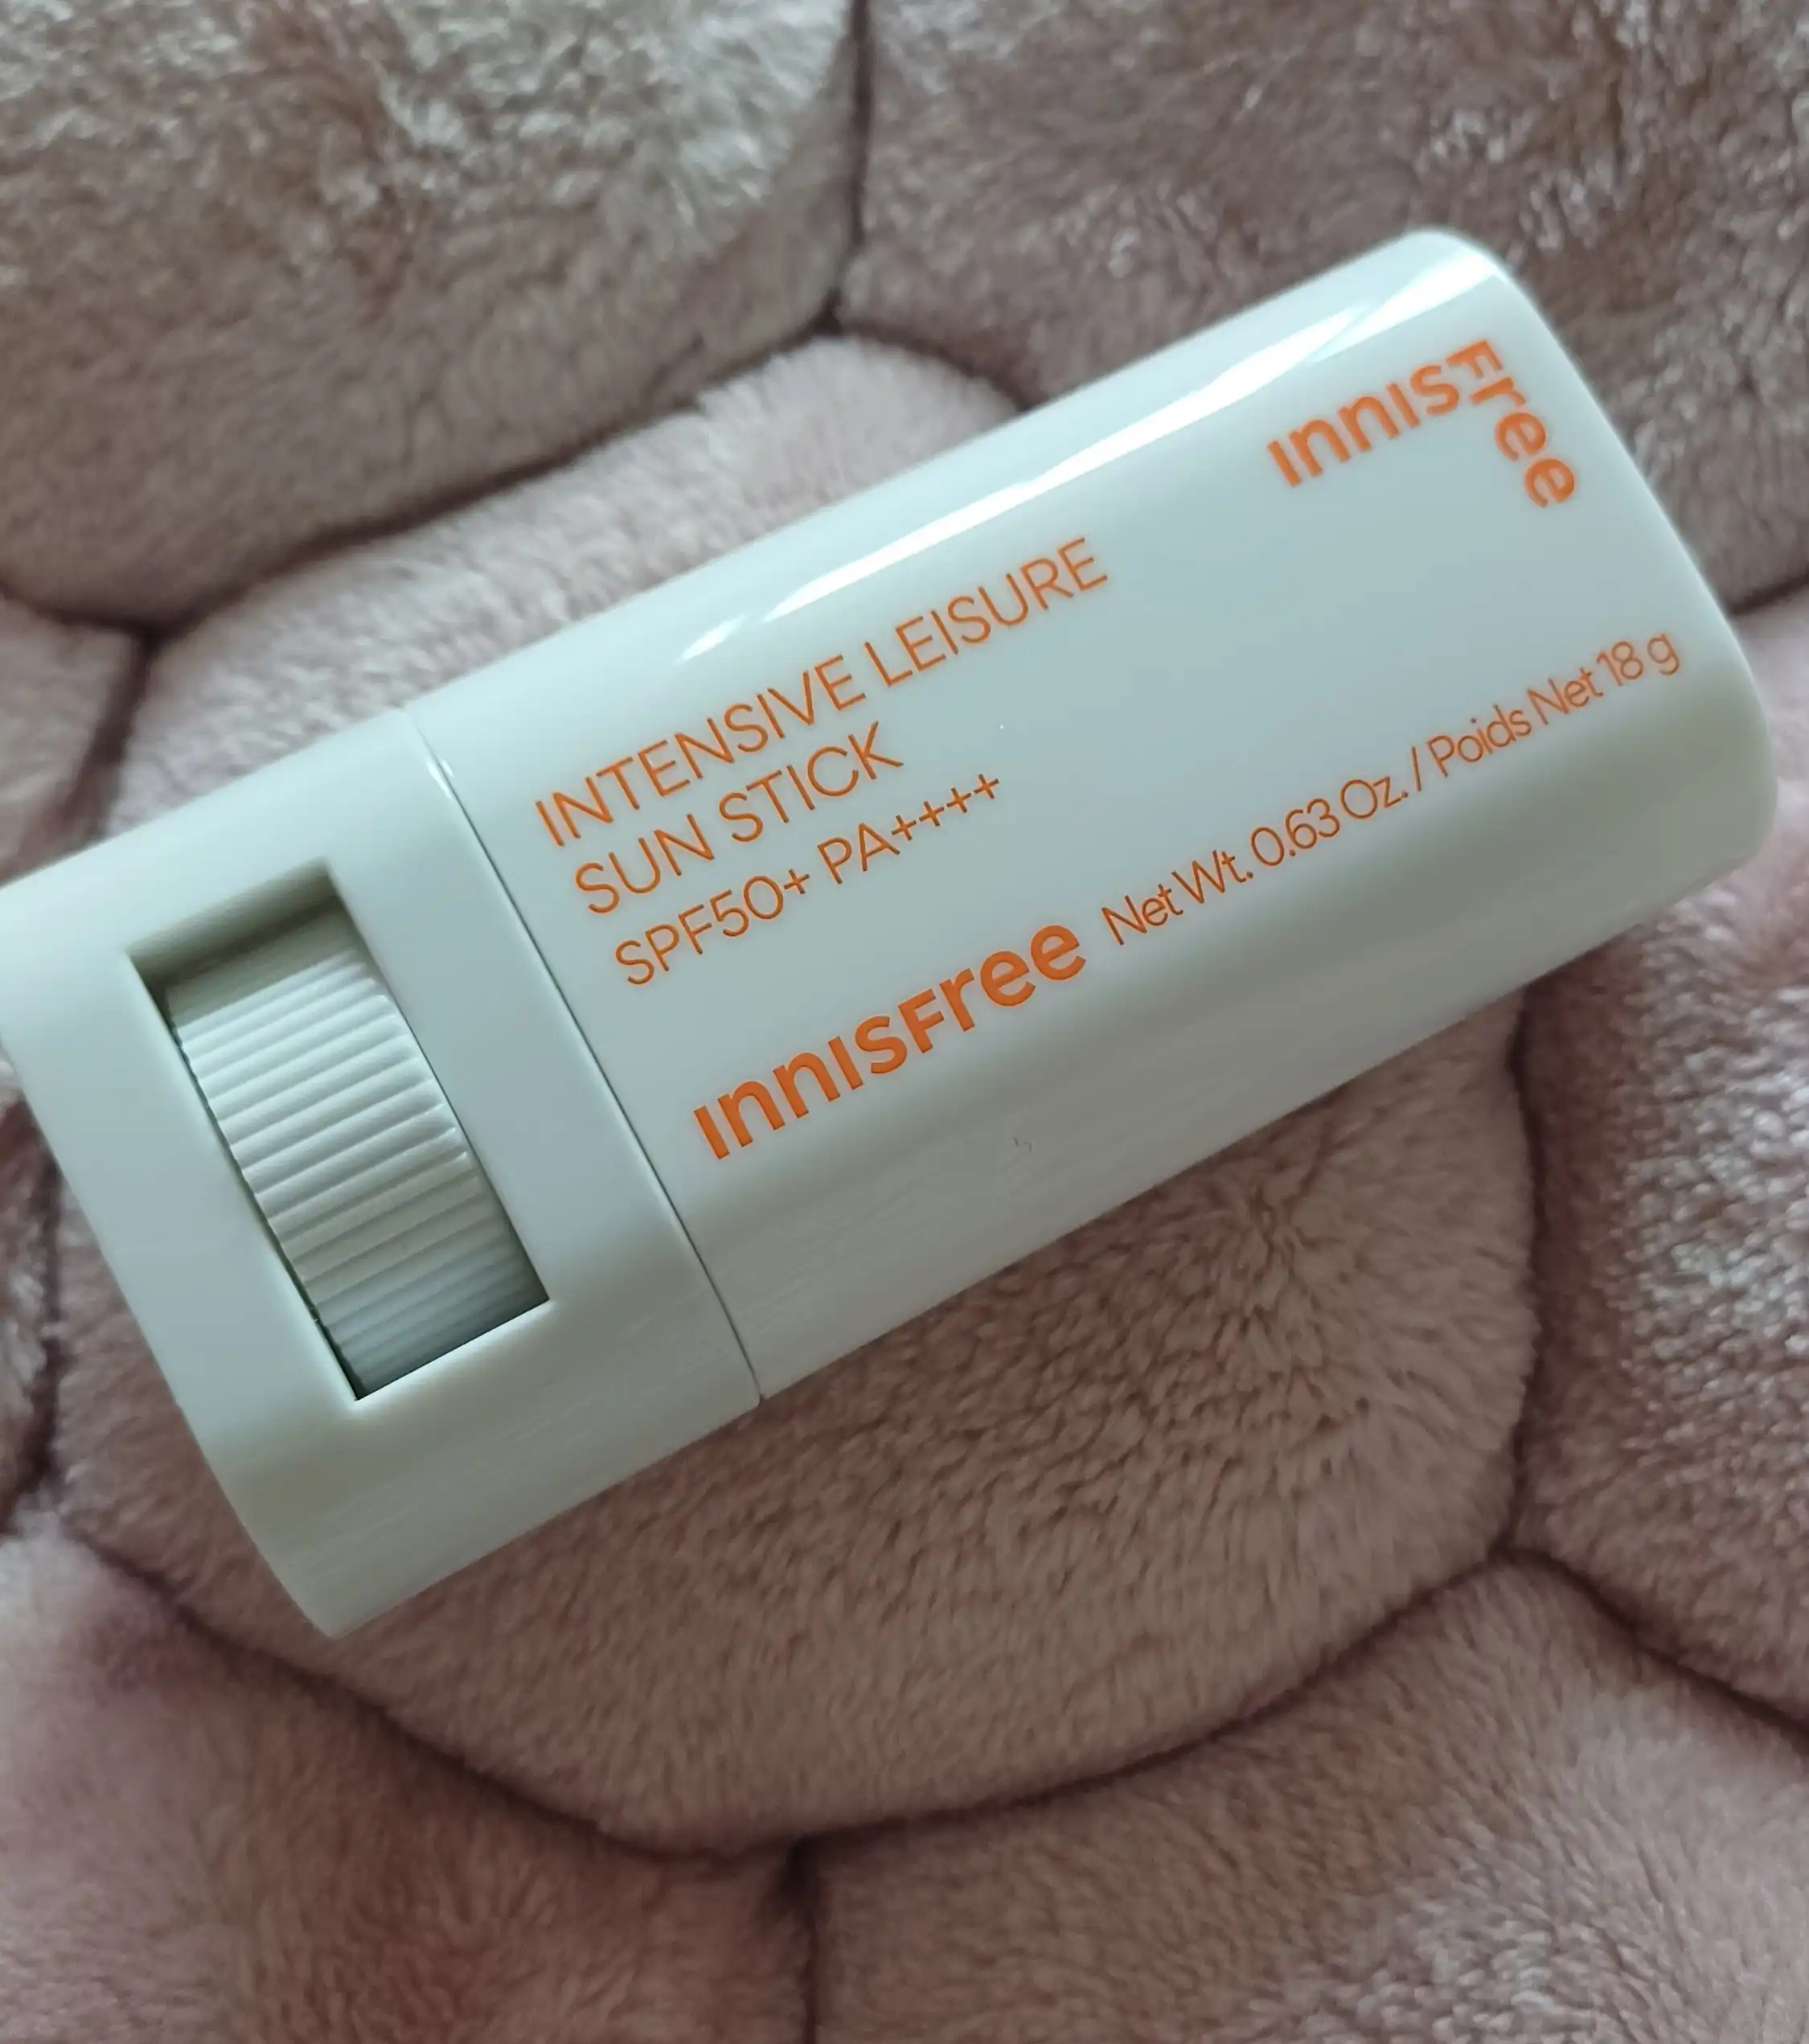 INNISFree
INTENSIVE LEISURE
SUN STICK
SPF50+ PA++++
INNISFree Net Wt. 0.63 Oz. / Poids Net 18 g